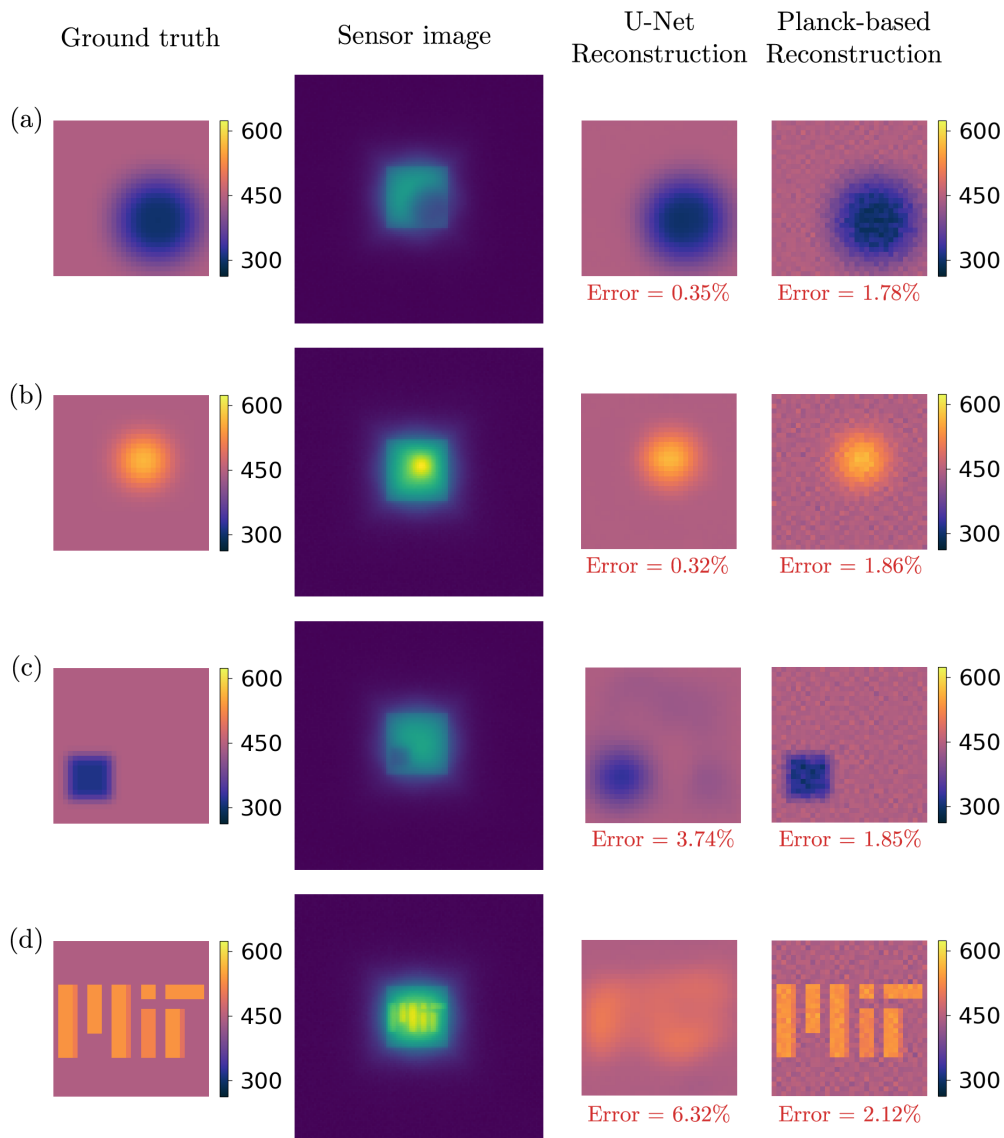 Ground truth
Sensor image
U-Net
Reconstruction
Planck-based
Reconstruction
(a)
600
450
300
600
450
300
Error = 0.35%
Error = 1.78%
(b)
600
450
300
600
450
300
Error = 0.32%
Error = 1.86%
(c)
600
450
300
600
450
300
Error = 3.74%
Error = 1.85%
(d)
600
450
300
600
450
300
Error = 6.32%
Error = 2.12%